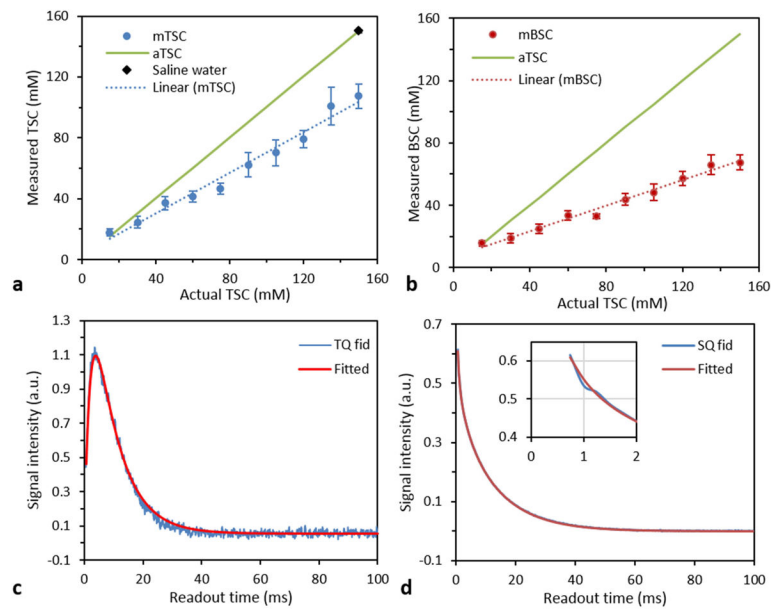 160
120
80
40
0
Measured TSC (mM)
mTSC
aTSC
Saline water
Linear (mTSC)
0 40 80 120 160
a Actual TSC (mM)
160
120
80
40
0
Measured BSC (mM)
mBSC
aTSC
Linear (mBSC)
0 40 80 120 160
b Actual TSC (mM)
1.3
1.1
0.9
0.7
0.5
0.3
0.1
-0.1
Signal intensity (a.u.)
TQ fid
Fitted
0 20 40 60 80 100
c Readout time (ms)
0.7
0.5
0.3
0.1
-0.1
Signal intensity (a.u.)
SQ fid
Fitted
0.6
0.5
0.4
0 1 2
0 20 40 60 80 100
d Readout time (ms)